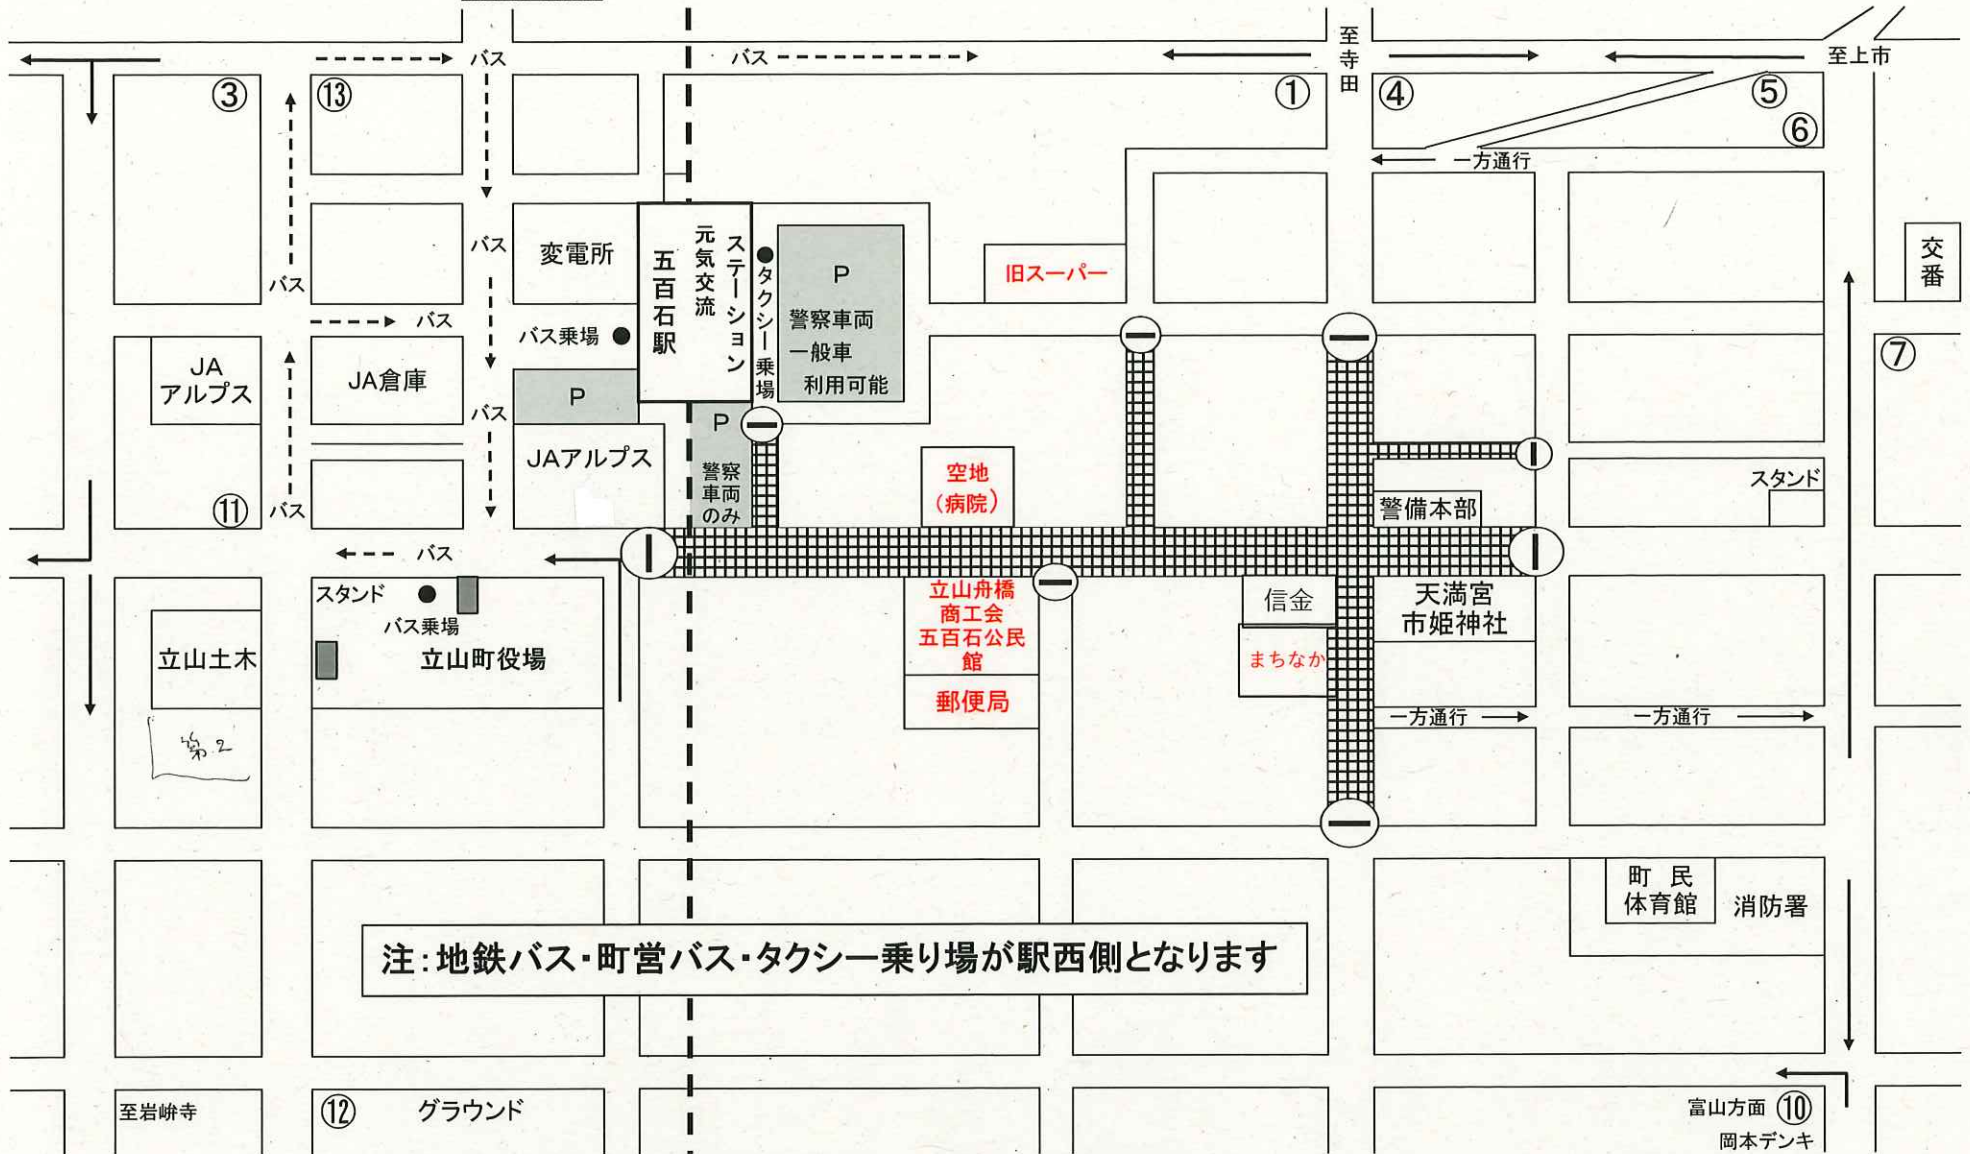 至寺田
バス
バス
至上市
③
⑬
①
④
⑤
⑥
一方通行
バス
変電所
五百石駅
元気交流
ステーション
タクシー乗場
P
警察車両
一般車
利用可能
旧スーパー
交番
バス
バス
バス乗場
JA
アルプス
JA倉庫
P
⑦
バス
P
JAアルプス
警察
車両
のみ
空地
(病院)
警備本部
スタンド
⑪
バス
バス
スタンド
バス乗場
立山土木
立山町役場
立山舟橋
商工会
五百石公民
館
郵便局
信金
まちなか
天満宮
市姫神社
一方通行
一方通行
第2
町民
体育館
消防署
注:地鉄バス・町営バス・タクシー乗り場が駅西側となります
至岩峅寺
⑫
グラウンド
富山方面
⑩
岡本デンキ